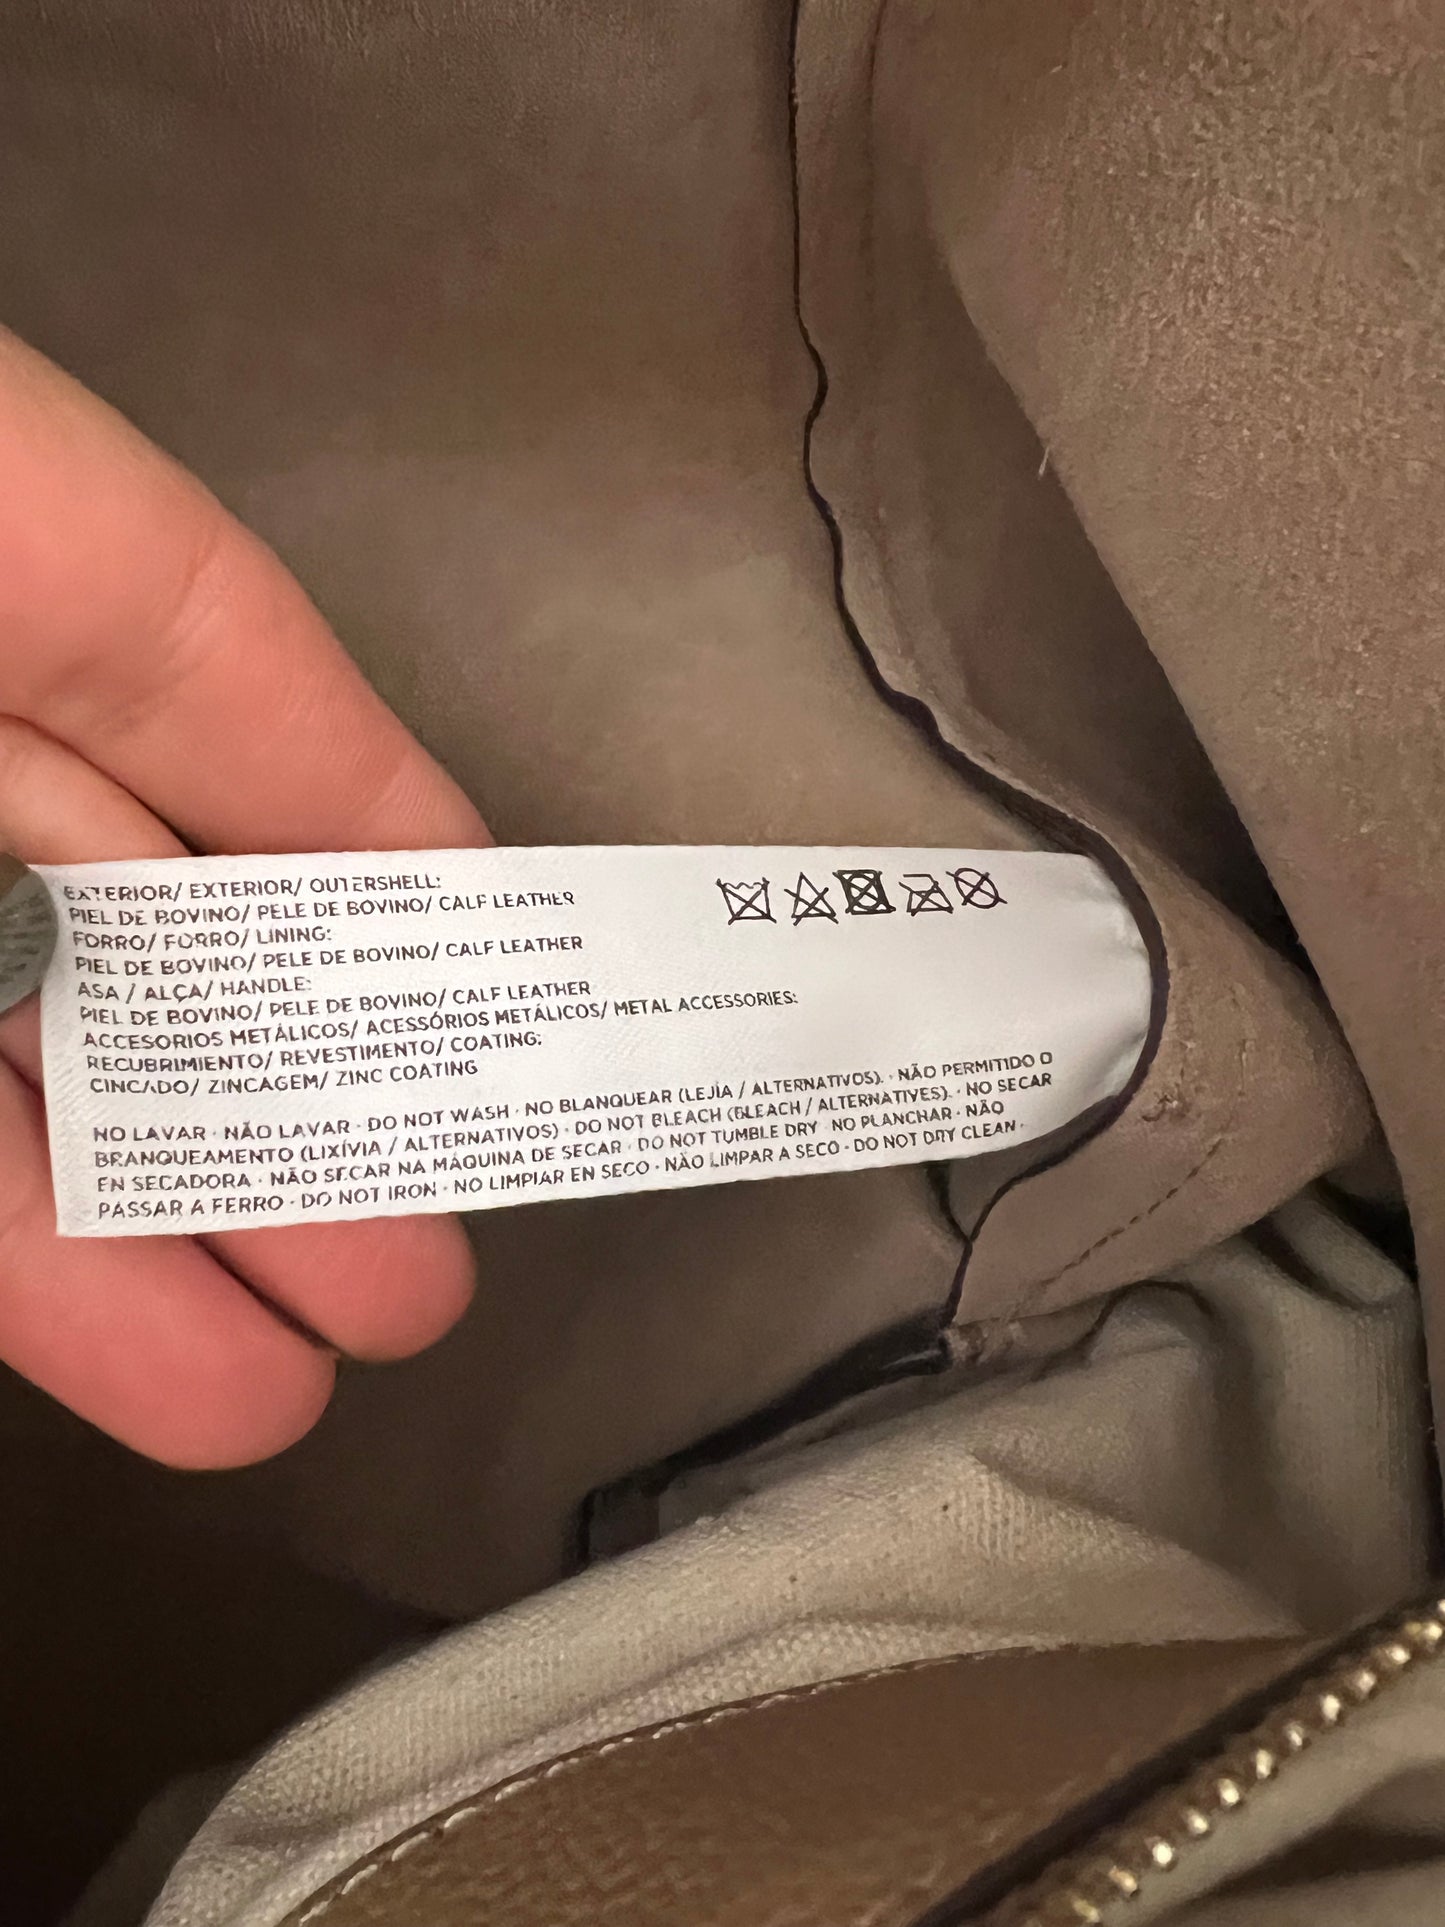 EXTERIOR/ EXTERIOR/ OUTERSHELL:
PIEL DE BOVINO/ PELE DE BOVINO/ CALF LEATHER
FORRO/ FORRO/ LINING:
PIEL DE BOVINO/ PELE DE BOVINO/ CALF LEATHER
ASA / ALÇA/ HANDLE:
PIEL DE BOVINO/ PELE DE BOVINO/ CALF LEATHER
ACCESORIOS METÁLICOS/ ACESSÓRIOS METÁLICOS/ METAL ACCESSORIES:
RECUBRIMIENTO/ REVESTIMENTO/ COATING:
CINCADO/ ZINCAGEM/ ZINC COATING
NO LAVAR · NÃO LAVAR · DO NOT WASH · NO BLANQUEAR (LEJÍA / ALTERNATIVOS). · NÃO PERMITIDO O
BRANQUEAMENTO (LIXÍVIA / ALTERNATIVOS) · DO NOT BLEACH (BLEACH / ALTERNATIVES). · NO SECAR
EN SECADORA · NÃO SECAR NA MÁQUINA DE SECAR · DO NOT TUMBLE DRY · NO PLANCHAR · NÃO
PASSAR A FERRO · DO NOT IRON · NO LIMPIAR EN SECO · NÃO LIMPAR A SECO · DO NOT DRY CLEAN ·